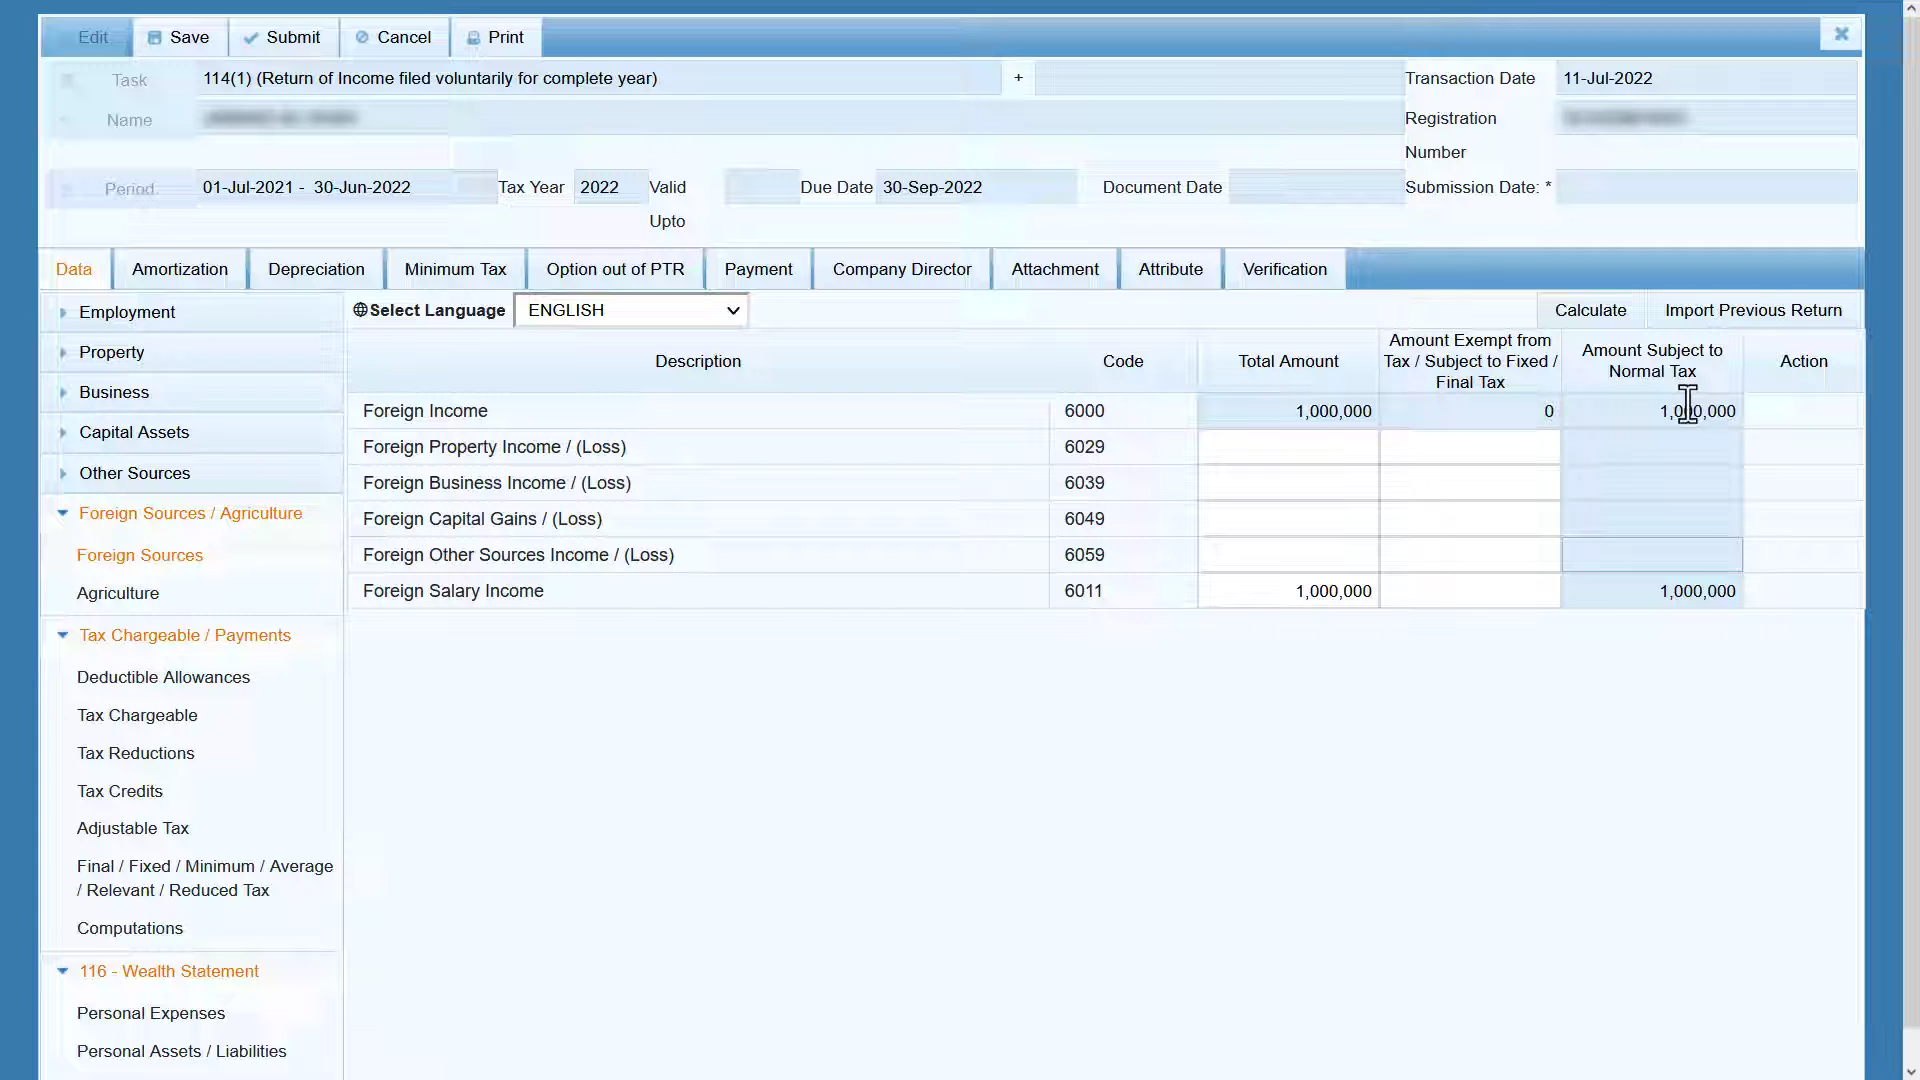 Edit Save Submit Cancel Print
Task 114(1) (Return of Income filed voluntarily for complete year) + Transaction Date 11-Jul-2022
Name Registration Number
Period 01-Jul-2021 - 30-Jun-2022 Tax Year 2022 Valid Upto Due Date 30-Sep-2022 Document Date Submission Date: *
Data Amortization Depreciation Minimum Tax Option out of PTR Payment Company Director Attachment Attribute Verification
Select Language ENGLISH Calculate Import Previous Return
Employment
Property
Business
Capital Assets
Other Sources
Foreign Sources / Agriculture
Foreign Sources
Agriculture
Tax Chargeable / Payments
Deductible Allowances
Tax Chargeable
Tax Reductions
Tax Credits
Adjustable Tax
Final / Fixed / Minimum / Average
/ Relevant / Reduced Tax
Computations
116 - Wealth Statement
Personal Expenses
Personal Assets / Liabilities
Description Code Total Amount Amount Exempt from Tax / Subject to Fixed / Final Tax Amount Subject to Normal Tax Action
Foreign Income 6000 1,000,000 0 1,000,000
Foreign Property Income / (Loss) 6029
Foreign Business Income / (Loss) 6039
Foreign Capital Gains / (Loss) 6049
Foreign Other Sources Income / (Loss) 6059
Foreign Salary Income 6011 1,000,000 1,000,000